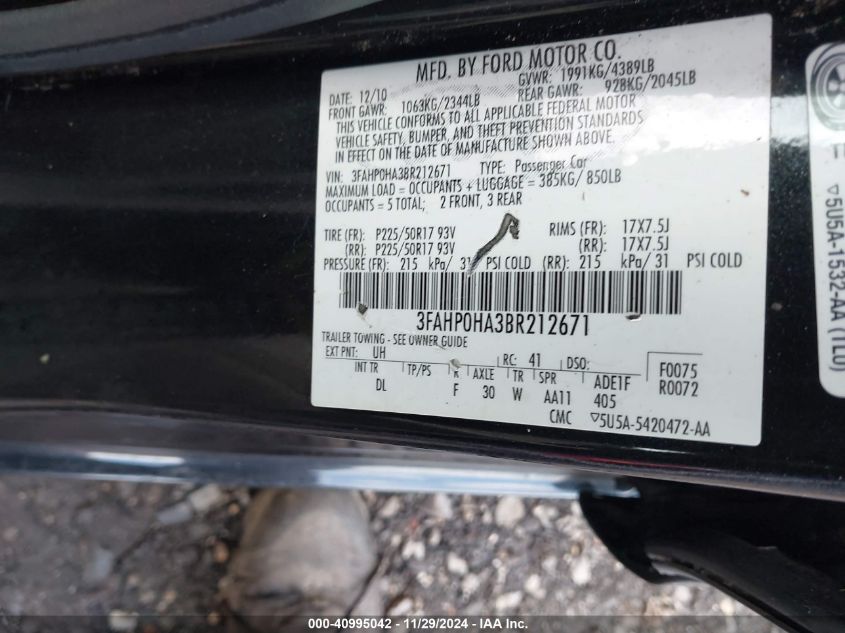 MFD. BY FORD MOTOR CO.
DATE: 12/10 GVWR: 1991KG/4389LB
FRONT GAWR: 1063KG/2344LB REAR GAWR: 928KG/2045LB
THIS VEHICLE CONFORMS TO ALL APPLICABLE FEDERAL MOTOR
VEHICLE SAFETY, BUMPER, AND THEFT PREVENTION STANDARDS
IN EFFECT ON THE DATE OF MANUFACTURE SHOWN ABOVE.
VIN: 3FAHP0HA3BR212671 TYPE: Passenger Car
MAXIMUM LOAD = OCCUPANTS + LUGGAGE = 385KG/ 850LB
OCCUPANTS = 5 TOTAL; 2 FRONT, 3 REAR
TIRE (FR): P225/50R17 93V RIMS (FR): 17X7.5J
(RR): P225/50R17 93V (RR): 17X7.5J
PRESSURE (FR): 215 kPa/ 31 PSI COLD (RR): 215 kPa/ 31 PSI COLD
3FAHP0HA3BR212671
TRAILER TOWING - SEE OWNER GUIDE
EXT PNT: UH RC: 41 DSO: F0075
INT TR TP/PS R AXLE TR SPR ADE1F R0072
DL F 30 W AA11 405
CMC ▽5U5A-5420472-AA
▽5U5A-1532-AA (TEU)
000-40995042 - 11/29/2024 - IAA Inc.